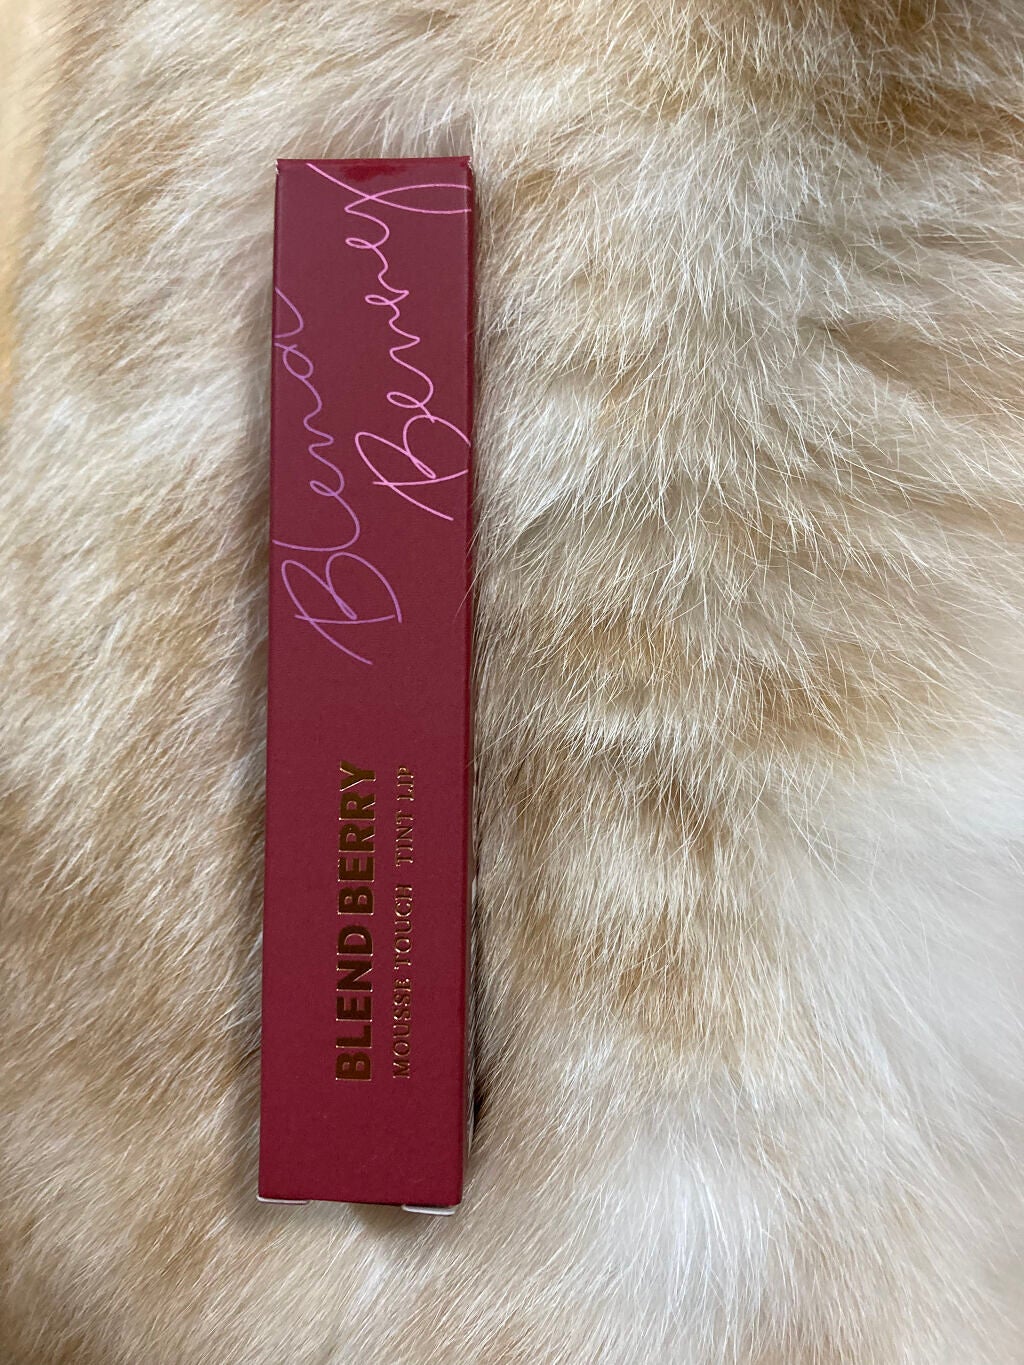 Blend
Berry
BLEND BERRY
MOUSSE TOUCH TINT LIP